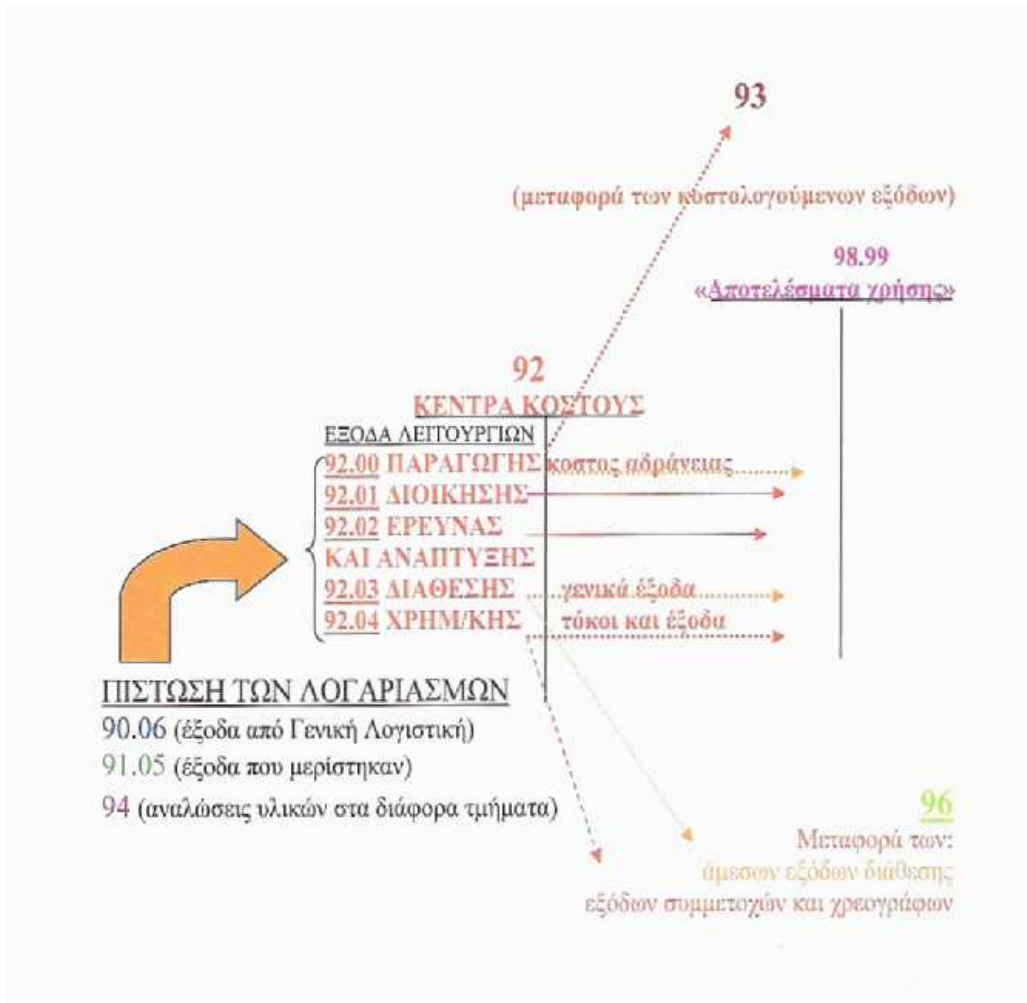 93
(μεταφορά των κοστολογούμενων εξόδων)
98.99
«Αποτελέσματα χρήσης»
92
ΚΕΝΤΡΑ ΚΟΣΤΟΥΣ
ΕΞΟΔΑ ΛΕΙΤΟΥΡΓΙΩΝ
92.00 ΠΑΡΑΓΩΓΗΣ κοστος αδράνειας
92.01 ΔΙΟΙΚΗΣΗΣ
92.02 ΕΡΕΥΝΑΣ
ΚΑΙ ΑΝΑΠΤΥΞΗΣ
92.03 ΔΙΑΘΕΣΗΣ γενικά έξοδα
92.04 ΧΡΗΜ/ΚΗΣ τόκοι και έξοδα
ΠΙΣΤΩΣΗ ΤΩΝ ΛΟΓΑΡΙΑΣΜΩΝ
90.06 (έξοδα από Γενική Λογιστική)
91.05 (έξοδα που μερίστηκαν)
94 (αναλώσεις υλικών στα διάφορα τμήματα)
96
Μεταφορά των:
άμεσων εξόδων διάθεσης
εξόδων συμμετοχών και χρεογράφων